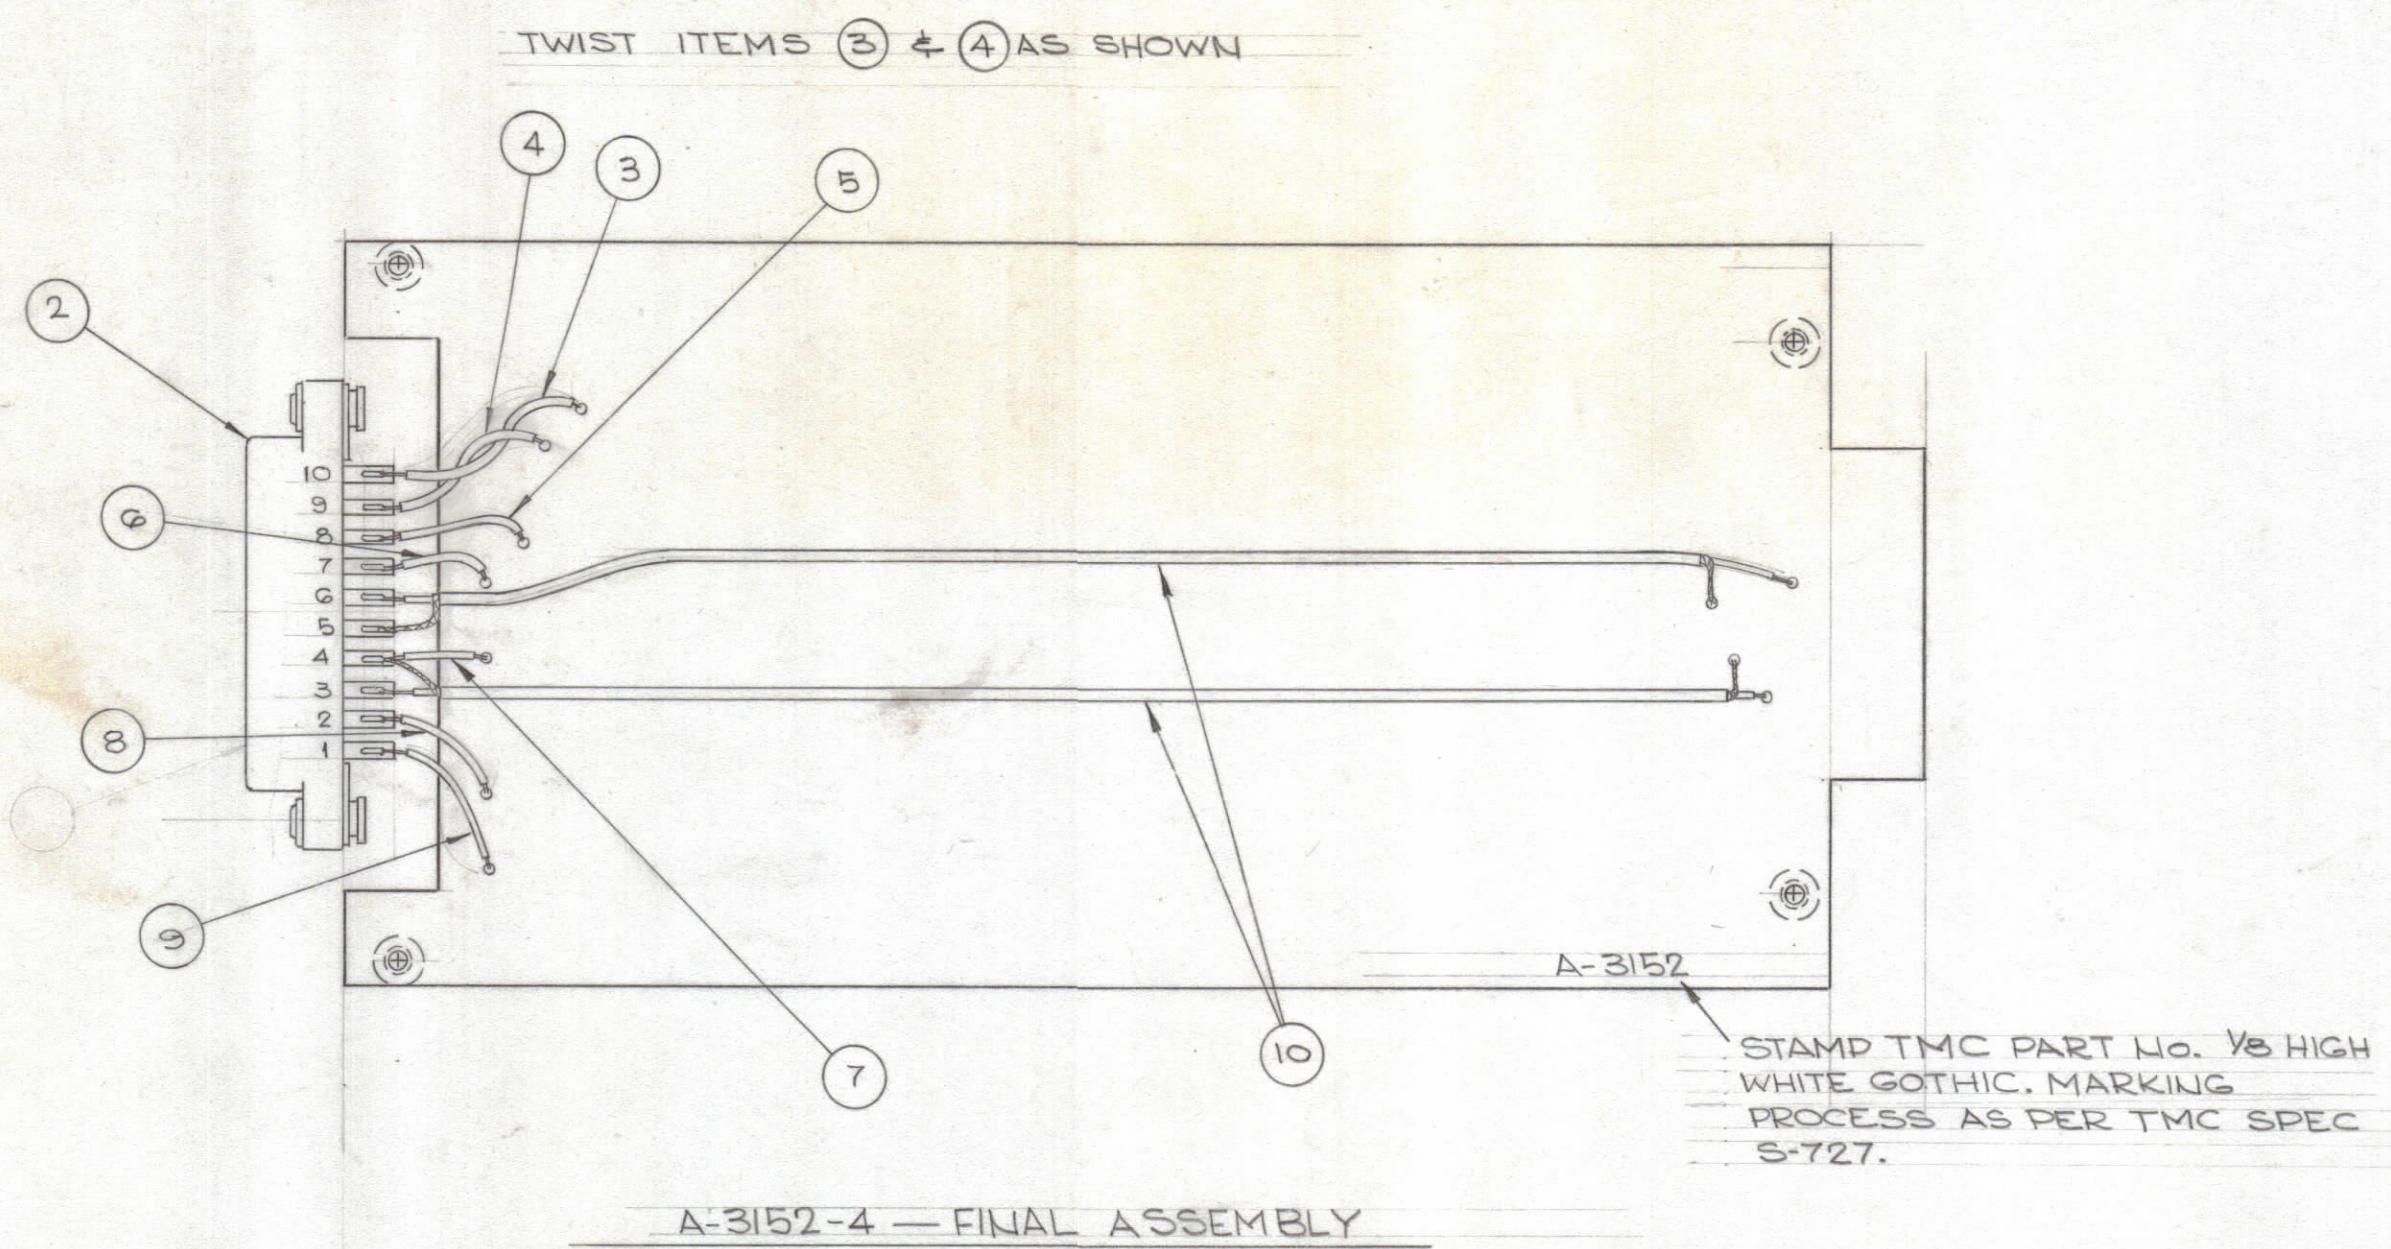 TWIST ITEMS 3 & 4 AS SHOWN
4
3
5
2
6
10
9
8
7
6
5
4
3
2
1
8
9
7
10
A-3152
STAMP TMC PART NO. 1/8 HIGH
WHITE GOTHIC. MARKING
PROCESS AS PER TMC SPEC
S-727.
A-3152-4 — FINAL ASSEMBLY